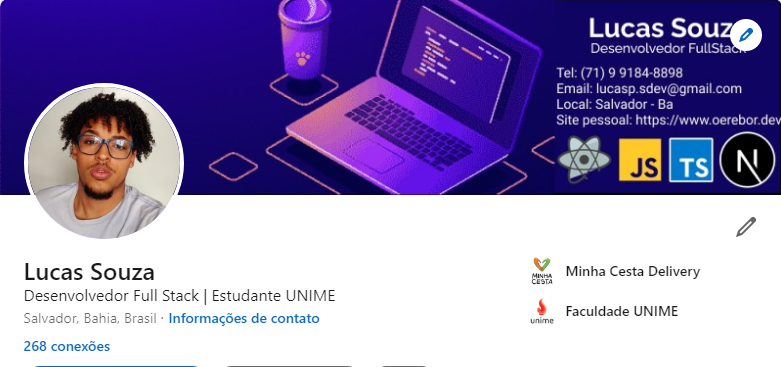 Lucas Souz
Desenvolvedor FullStack
Tel: (71) 9 9184-8898
Email: lucasp.sdev@gmail.com
Local: Salvador - Ba
Site pessoal: https://www.oerebor.dev
JS
TS
N
Lucas Souza
Desenvolvedor Full Stack | Estudante UNIME
Salvador, Bahia, Brasil · Informações de contato
268 conexões
MINHA
CESTA
Minha Cesta Delivery
unime
Faculdade UNIME